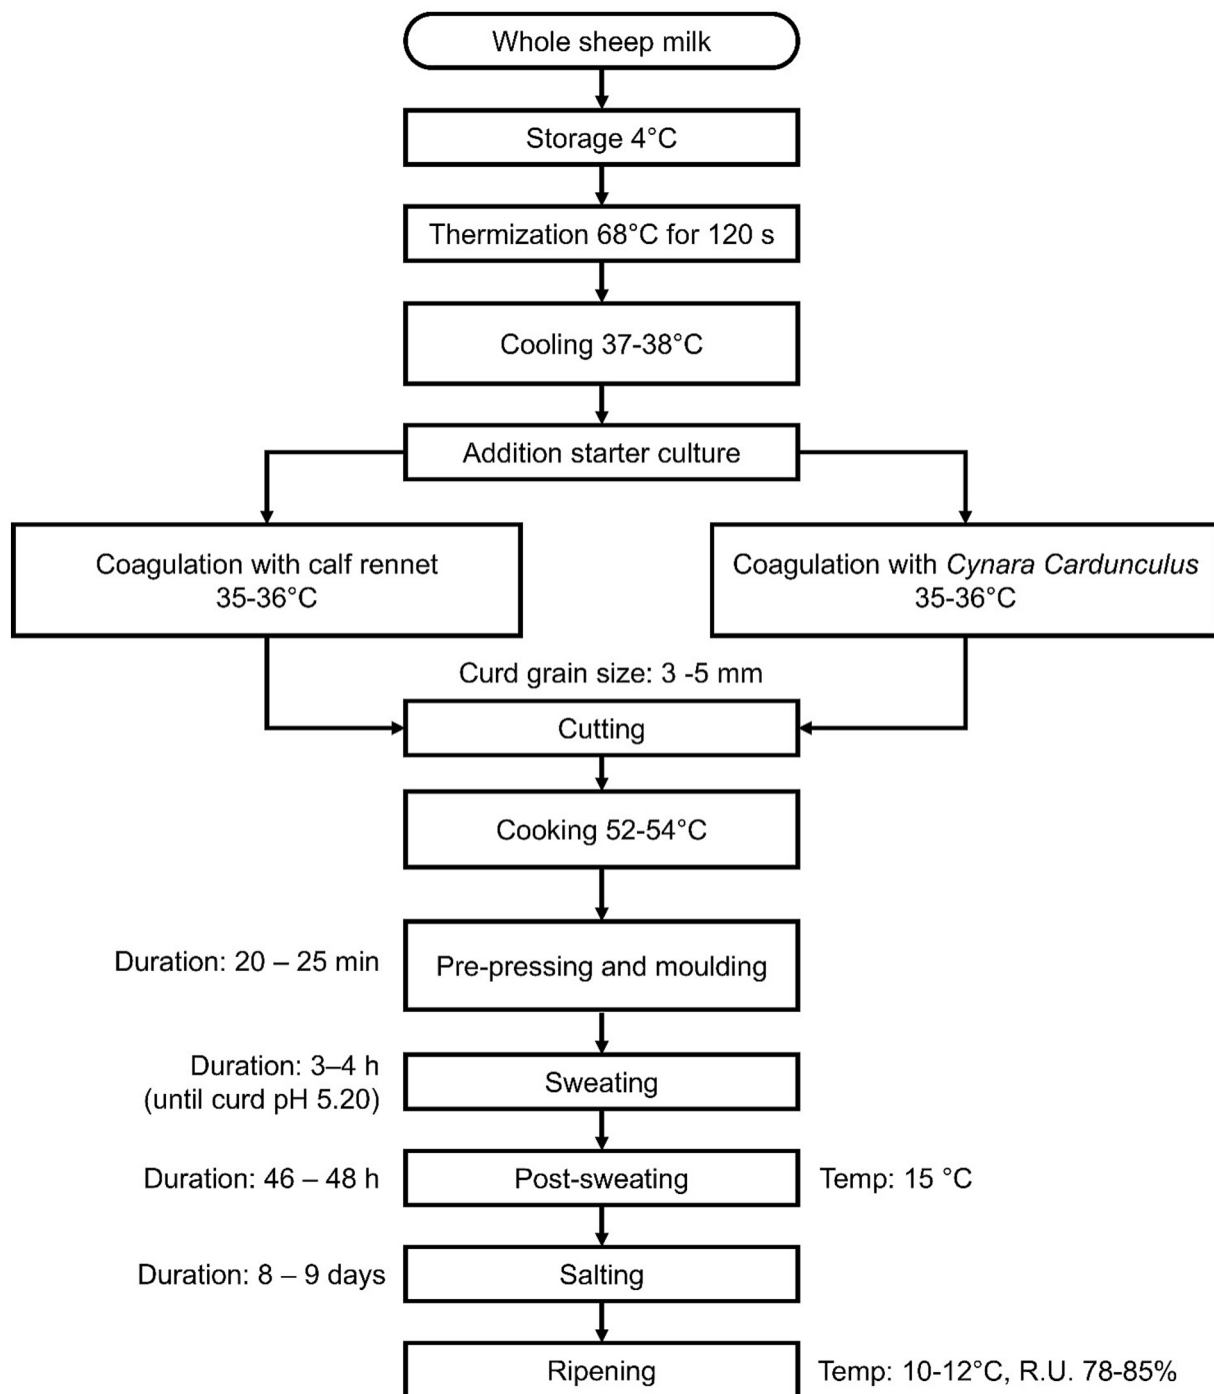 Whole sheep milk
Storage 4°C
Thermization 68°C for 120 s
Cooling 37-38°C
Addition starter culture
Coagulation with calf rennet
35-36°C
Coagulation with Cynara Cardunculus
35-36°C
Curd grain size: 3 -5 mm
Cutting
Cooking 52-54°C
Duration: 20 – 25 min
Pre-pressing and moulding
Duration: 3–4 h
(until curd pH 5.20)
Sweating
Duration: 46 – 48 h
Post-sweating
Temp: 15 °C
Duration: 8 – 9 days
Salting
Ripening
Temp: 10-12°C, R.U. 78-85%